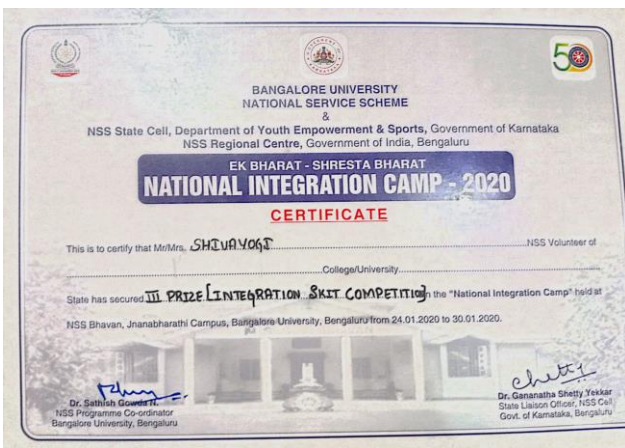 50
BANGALORE UNIVERSITY
NATIONAL SERVICE SCHEME
&
NSS State Cell, Department of Youth Empowerment & Sports, Government of Karnataka
NSS Regional Centre, Government of India, Bengaluru
EK BHARAT - SHRESTA BHARAT
NATIONAL INTEGRATION CAMP - 2020
CERTIFICATE
This is to certify that Mr/Mrs. SHIVAYOGI NSS Volunteer of
College/University
State has secured III PRIZE [INTEGRATION SKIT COMPETITIO] in the "National Integration Camp" held at
NSS Bhavan, Jnanabharathi Campus, Bangalore University, Bengaluru from 24.01.2020 to 30.01.2020.
Dr. Sathish Gowda N.
NSS Programme Co-ordinator
Bangalore University, Bengaluru
Chetty
Dr. Gananatha Shetty Yekkar
State Liaison Officer, NSS Cell
Govt. of Karnataka, Bengaluru